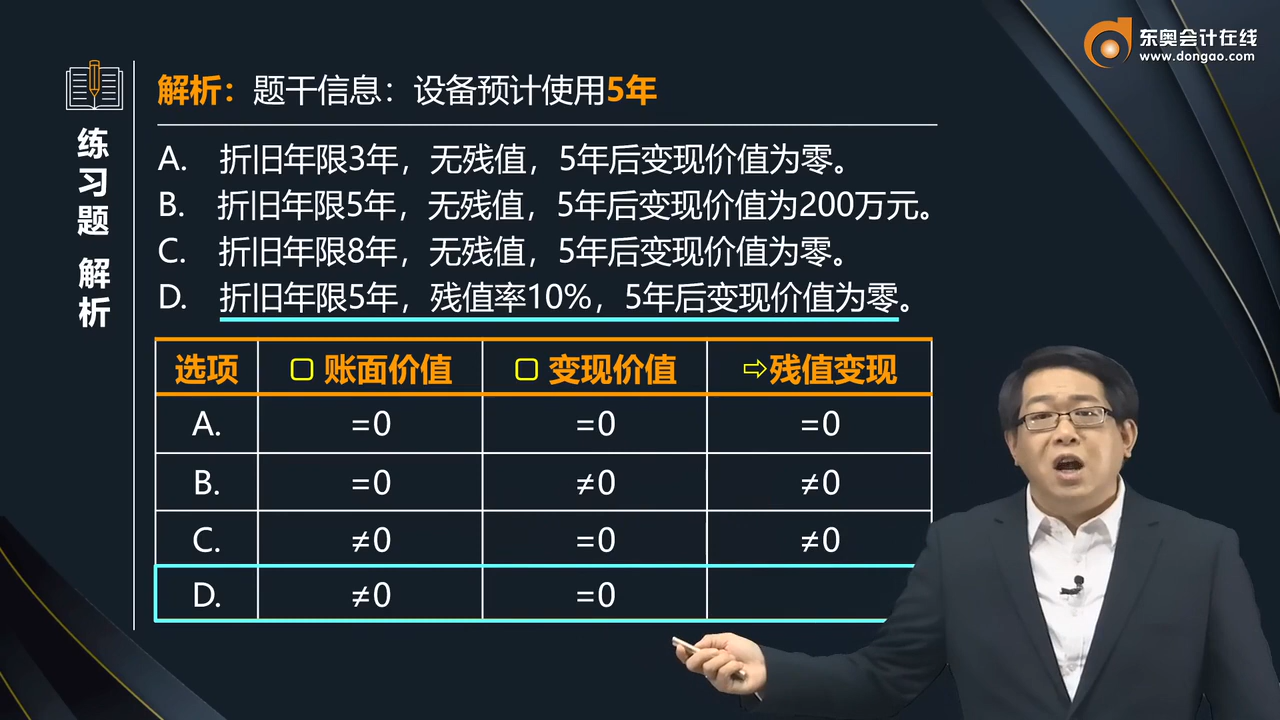 东奥会计在线
www.dongao.com
练习题 解析
解析：题干信息：设备预计使用5年
A. 折旧年限3年，无残值，5年后变现价值为零。
B. 折旧年限5年，无残值，5年后变现价值为200万元。
C. 折旧年限8年，无残值，5年后变现价值为零。
D. 折旧年限5年，残值率10%，5年后变现价值为零。
选项 ▢ 账面价值 ▢ 变现价值 ⇨残值变现
A. =0 =0 =0
B. =0 ≠0 ≠0
C. ≠0 =0 ≠0
D. ≠0 =0